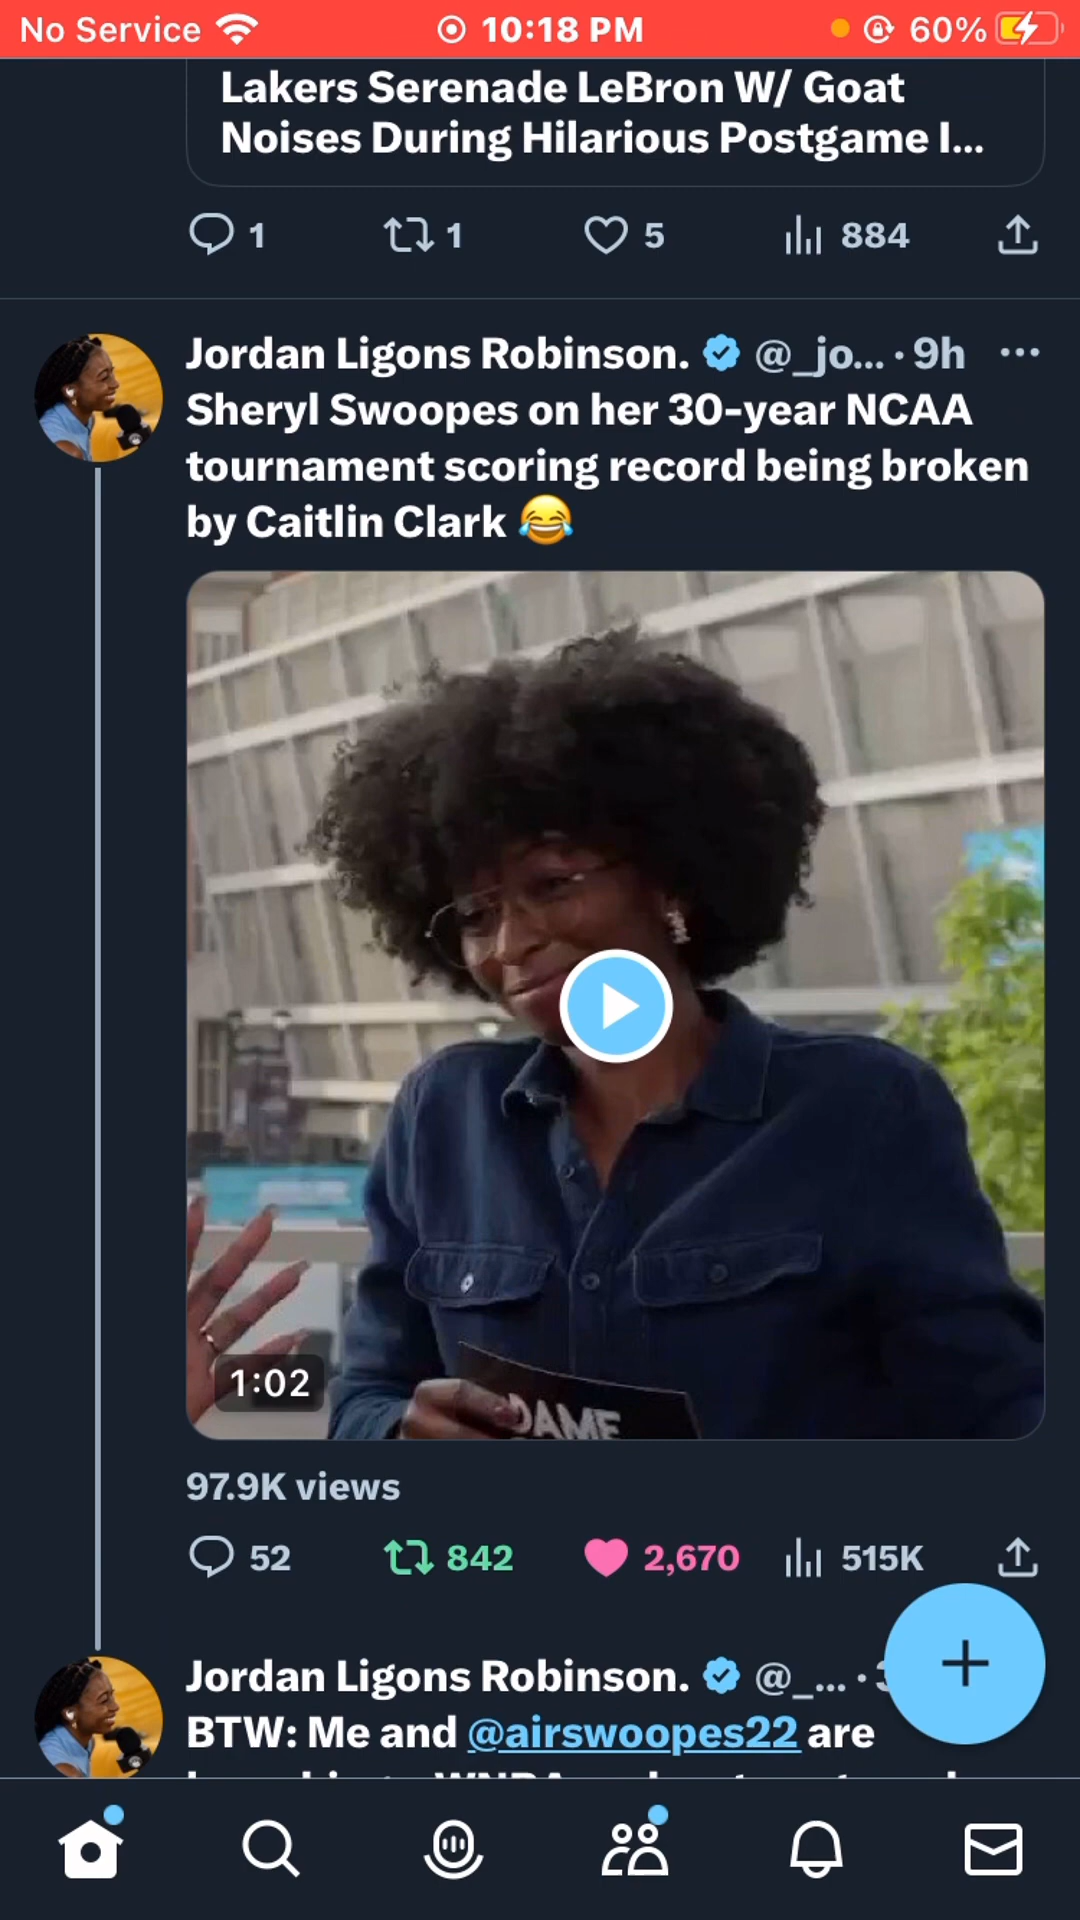 No Service 10:18 PM 60%
Lakers Serenade LeBron W/ Goat
Noises During Hilarious Postgame I...
1 1 5 884
Jordan Ligons Robinson. @_jo... · 9h
Sheryl Swoopes on her 30-year NCAA
tournament scoring record being broken
by Caitlin Clark 😂
DAME
1:02
97.9K views
52 842 2,670 515K
Jordan Ligons Robinson. @_... ·
BTW: Me and @airswoopes22 are